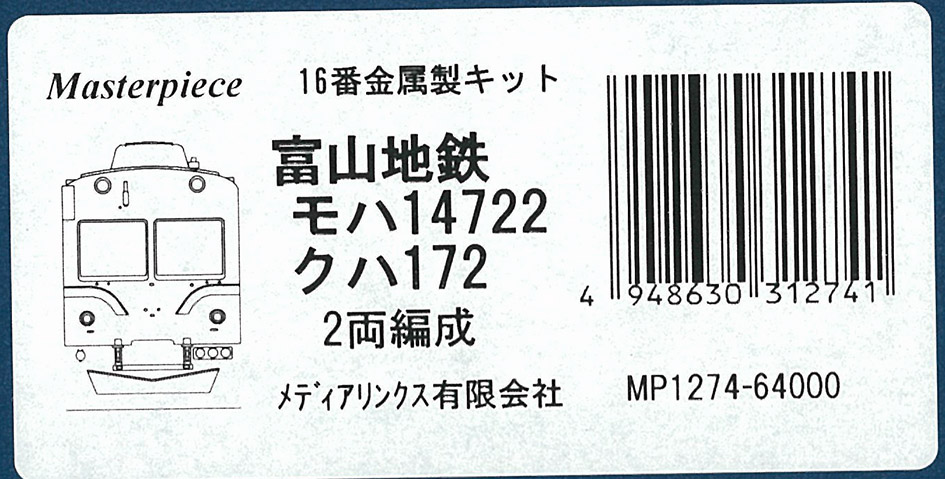 Masterpiece
16番金属製キット
富山地鉄
モハ14722
クハ172
2両編成
メディアリンクス有限会社
4 948630 312741
MP1274-64000